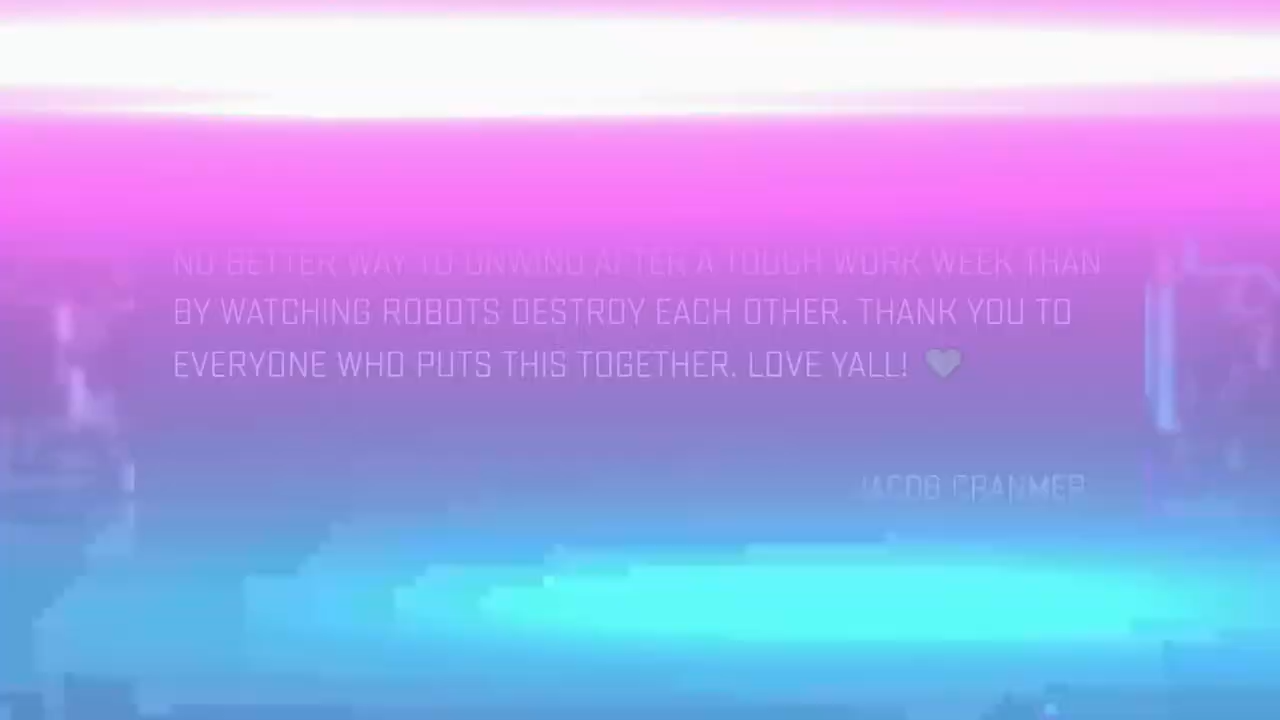 NO BETTER WAY TO UNWIND AFTER A TOUGH WORK WEEK THAN
BY WATCHING ROBOTS DESTROY EACH OTHER. THANK YOU TO
EVERYONE WHO PUTS THIS TOGETHER. LOVE YALL! 🩶
JACOB CRANMER